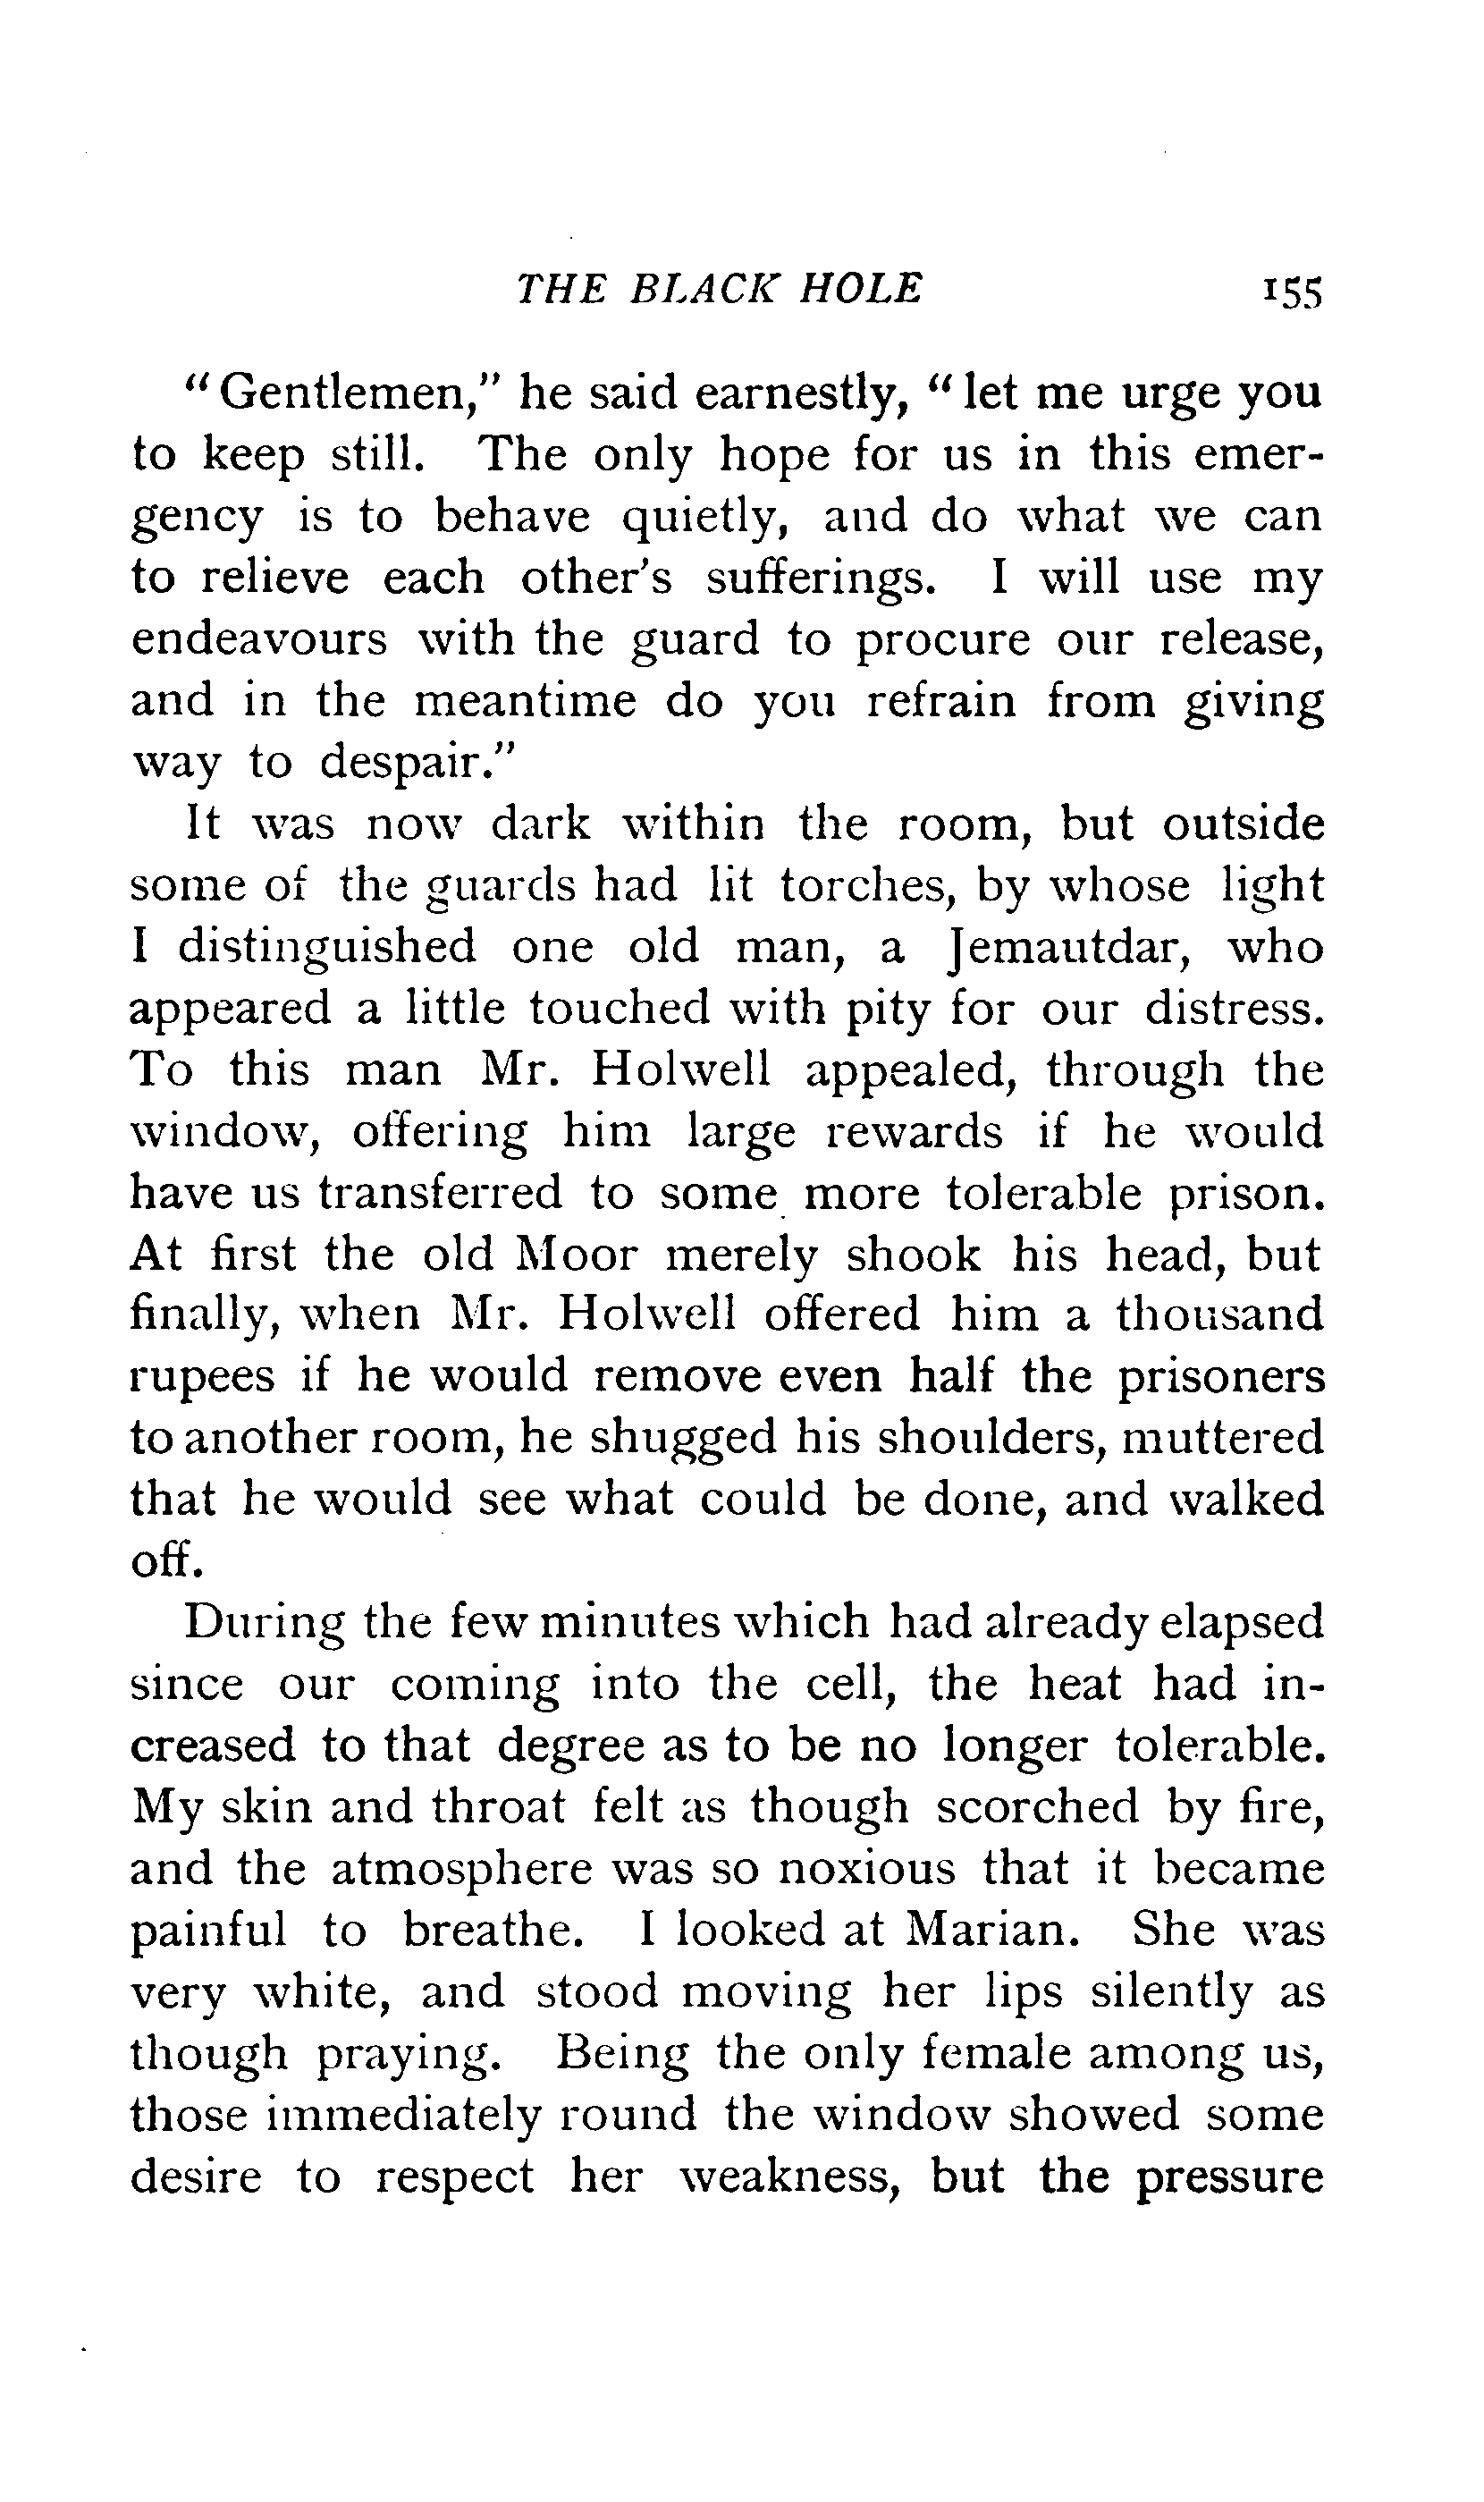 THE BLACK HOLE 155
“Gentlemen,” he said earnestly, “let me urge you
to keep still. The only hope for us in this emer-
gency is to behave quietly, and do what we can
to relieve each other's sufferings. I will use my
endeavours with the guard to procure our release,
and in the meantime do you refrain from giving
way to despair.”
It was now dark within the room, but outside
some of the guards had lit torches, by whose light
I distinguished one old man, a Jemautdar, who
appeared a little touched with pity for our distress.
To this man Mr. Holwell appealed, through the
window, offering him large rewards if he would
have us transferred to some more tolerable prison.
At first the old Moor merely shook his head, but
finally, when Mr. Holwell offered him a thousand
rupees if he would remove even half the prisoners
to another room, he shugged his shoulders, muttered
that he would see what could be done, and walked
off.
During the few minutes which had already elapsed
since our coming into the cell, the heat had in-
creased to that degree as to be no longer tolerable.
My skin and throat felt as though scorched by fire,
and the atmosphere was so noxious that it became
painful to breathe. I looked at Marian. She was
very white, and stood moving her lips silently as
though praying. Being the only female among us,
those immediately round the window showed some
desire to respect her weakness, but the pressure